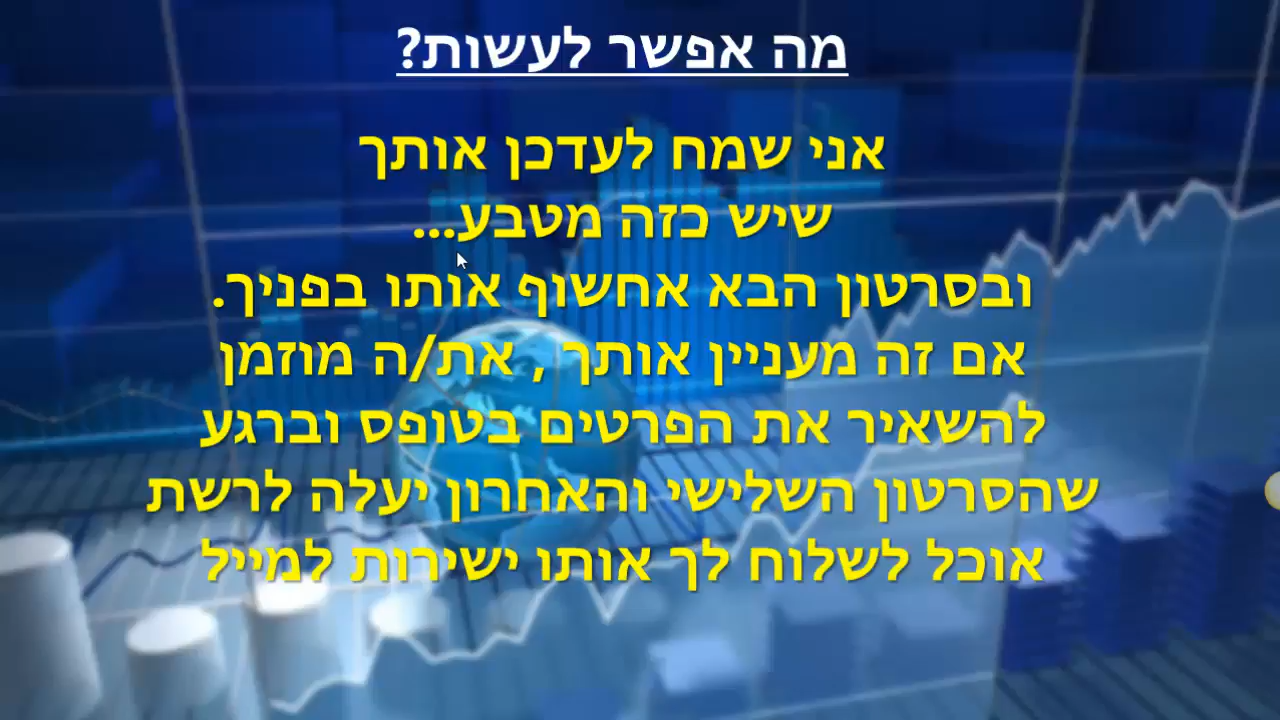 מה אפשר לעשות?
אני שמח לעדכן אותך
שיש כזה מטבע...
ובסרטון הבא אחשוף אותו בפניך.
אם זה מעניין אותך , את/ה מוזמן
להשאיר את הפרטים בטופס וברגע
שהסרטון השלישי והאחרון יעלה לרשת
אוכל לשלוח לך אותו ישירות למייל